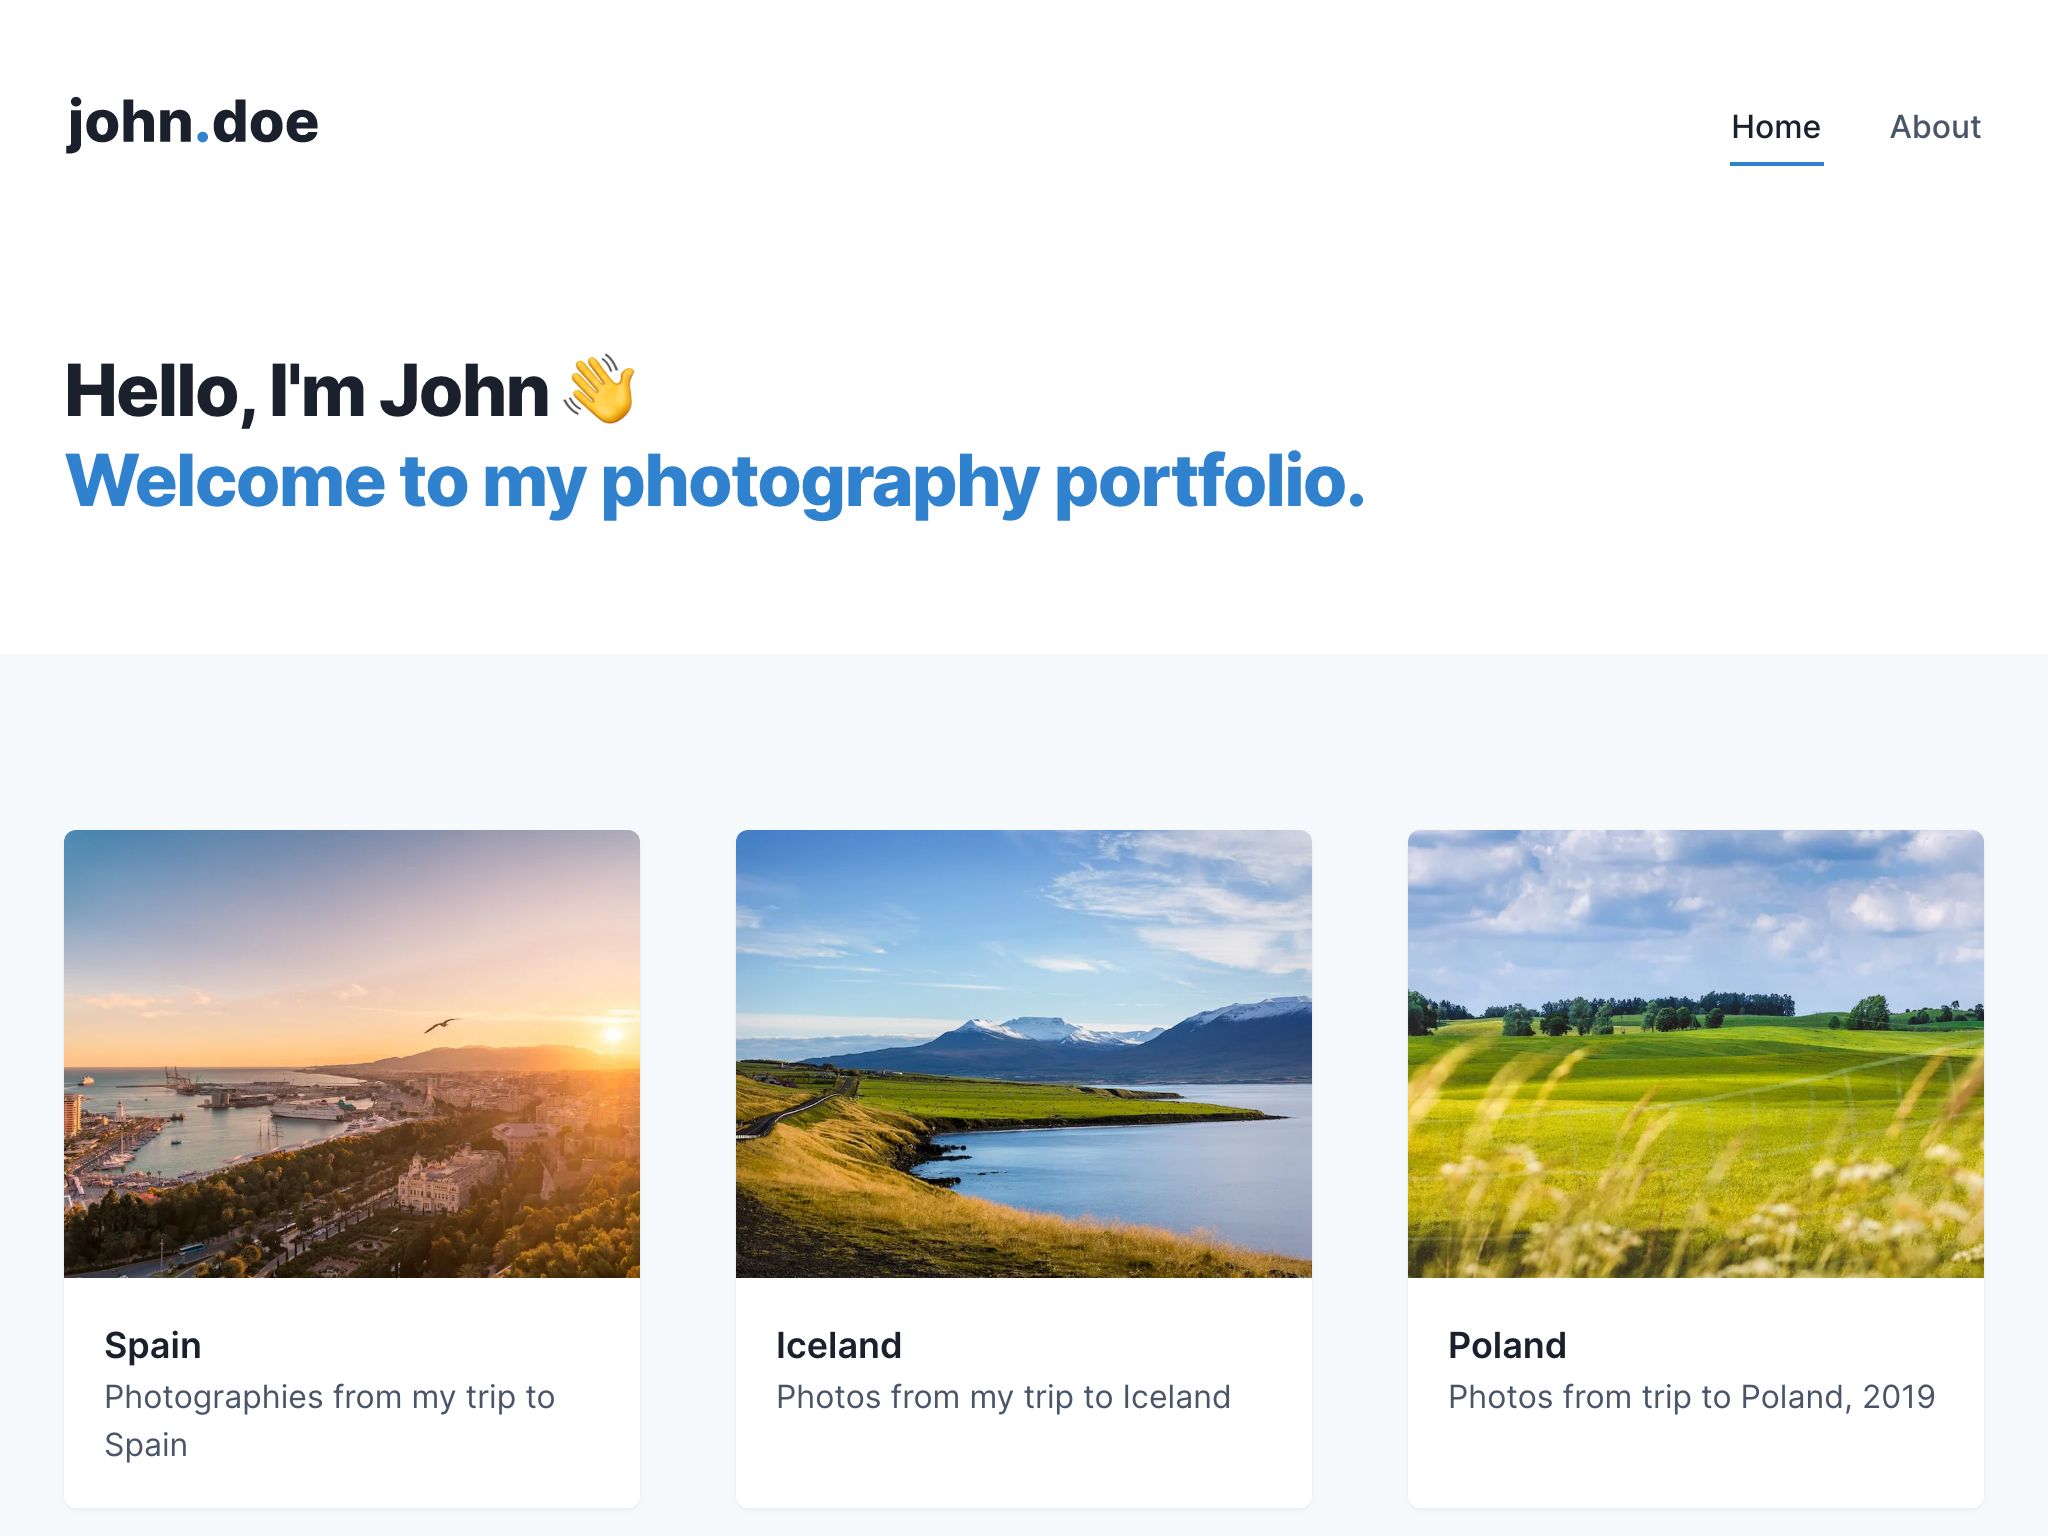 john.doe
Home
About
Hello, I'm John 👋
Welcome to my photography portfolio.
Spain
Photographies from my trip to
Spain
Iceland
Photos from my trip to Iceland
Poland
Photos from trip to Poland, 2019